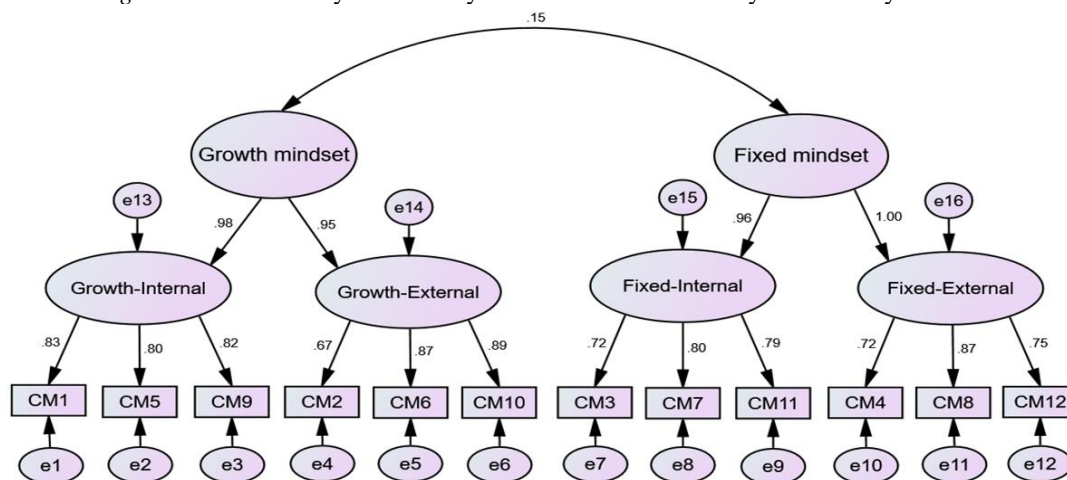 .15
Growth mindset
Fixed mindset
e13
e14
e15
e16
.98
.95
.96
1.00
Growth-Internal
Growth-External
Fixed-Internal
Fixed-External
.83
.80
.82
.67
.87
.89
.72
.80
.79
.72
.87
.75
CM1
CM5
CM9
CM2
CM6
CM10
CM3
CM7
CM11
CM4
CM8
CM12
e1
e2
e3
e4
e5
e6
e7
e8
e9
e10
e11
e12